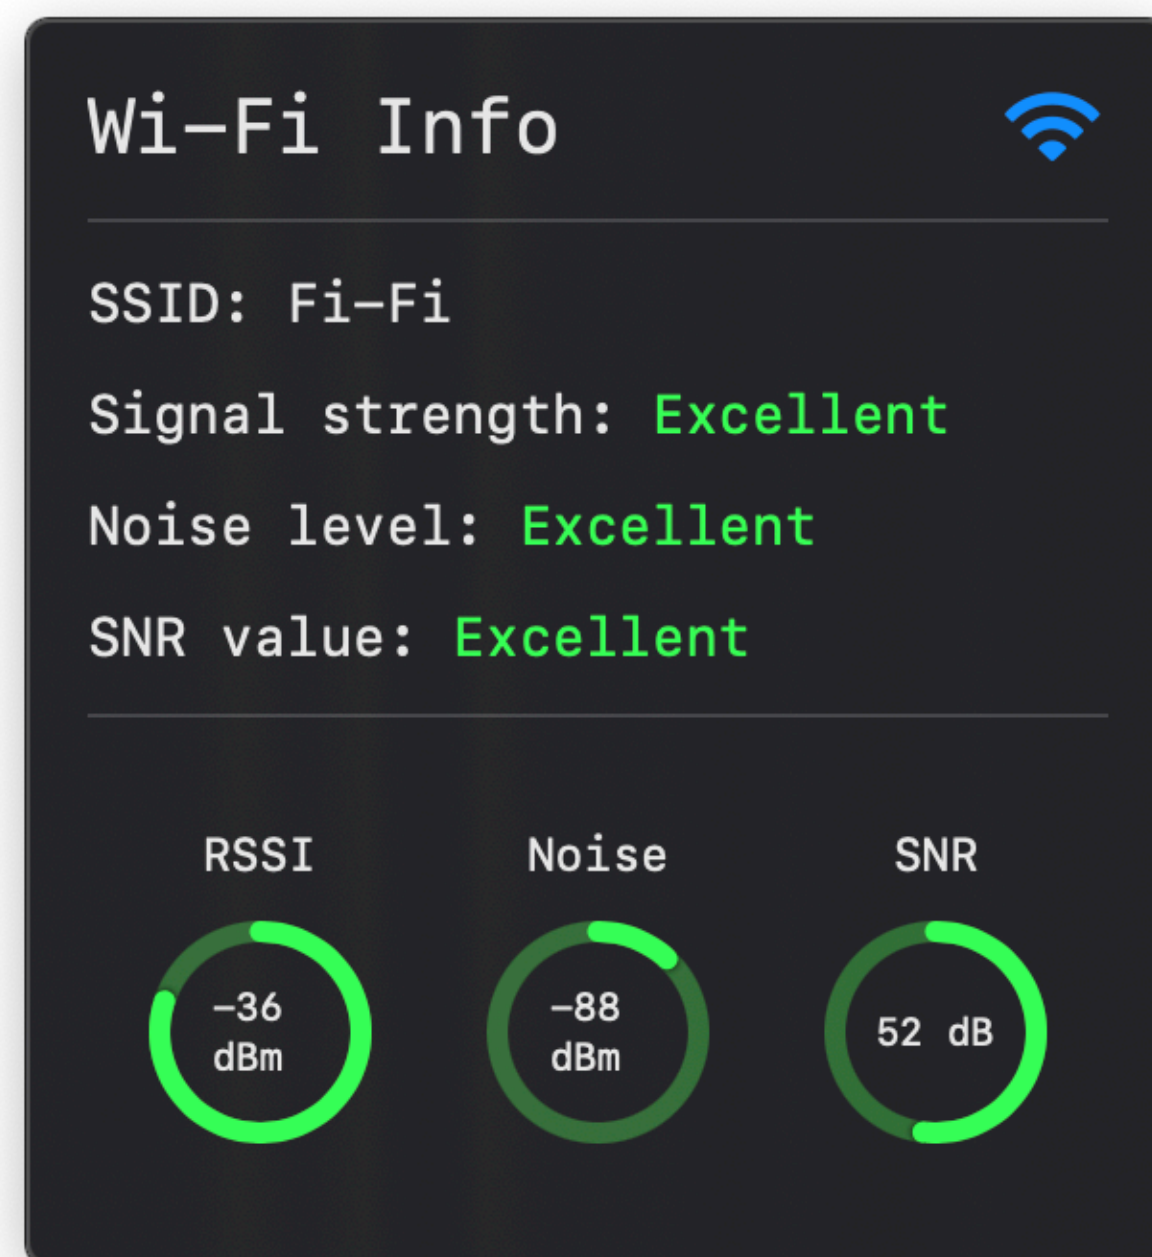 Wi-Fi Info
SSID: Fi-Fi
Signal strength: Excellent
Noise level: Excellent
SNR value: Excellent
RSSI Noise SNR
-36 dBm
-88 dBm
52 dB